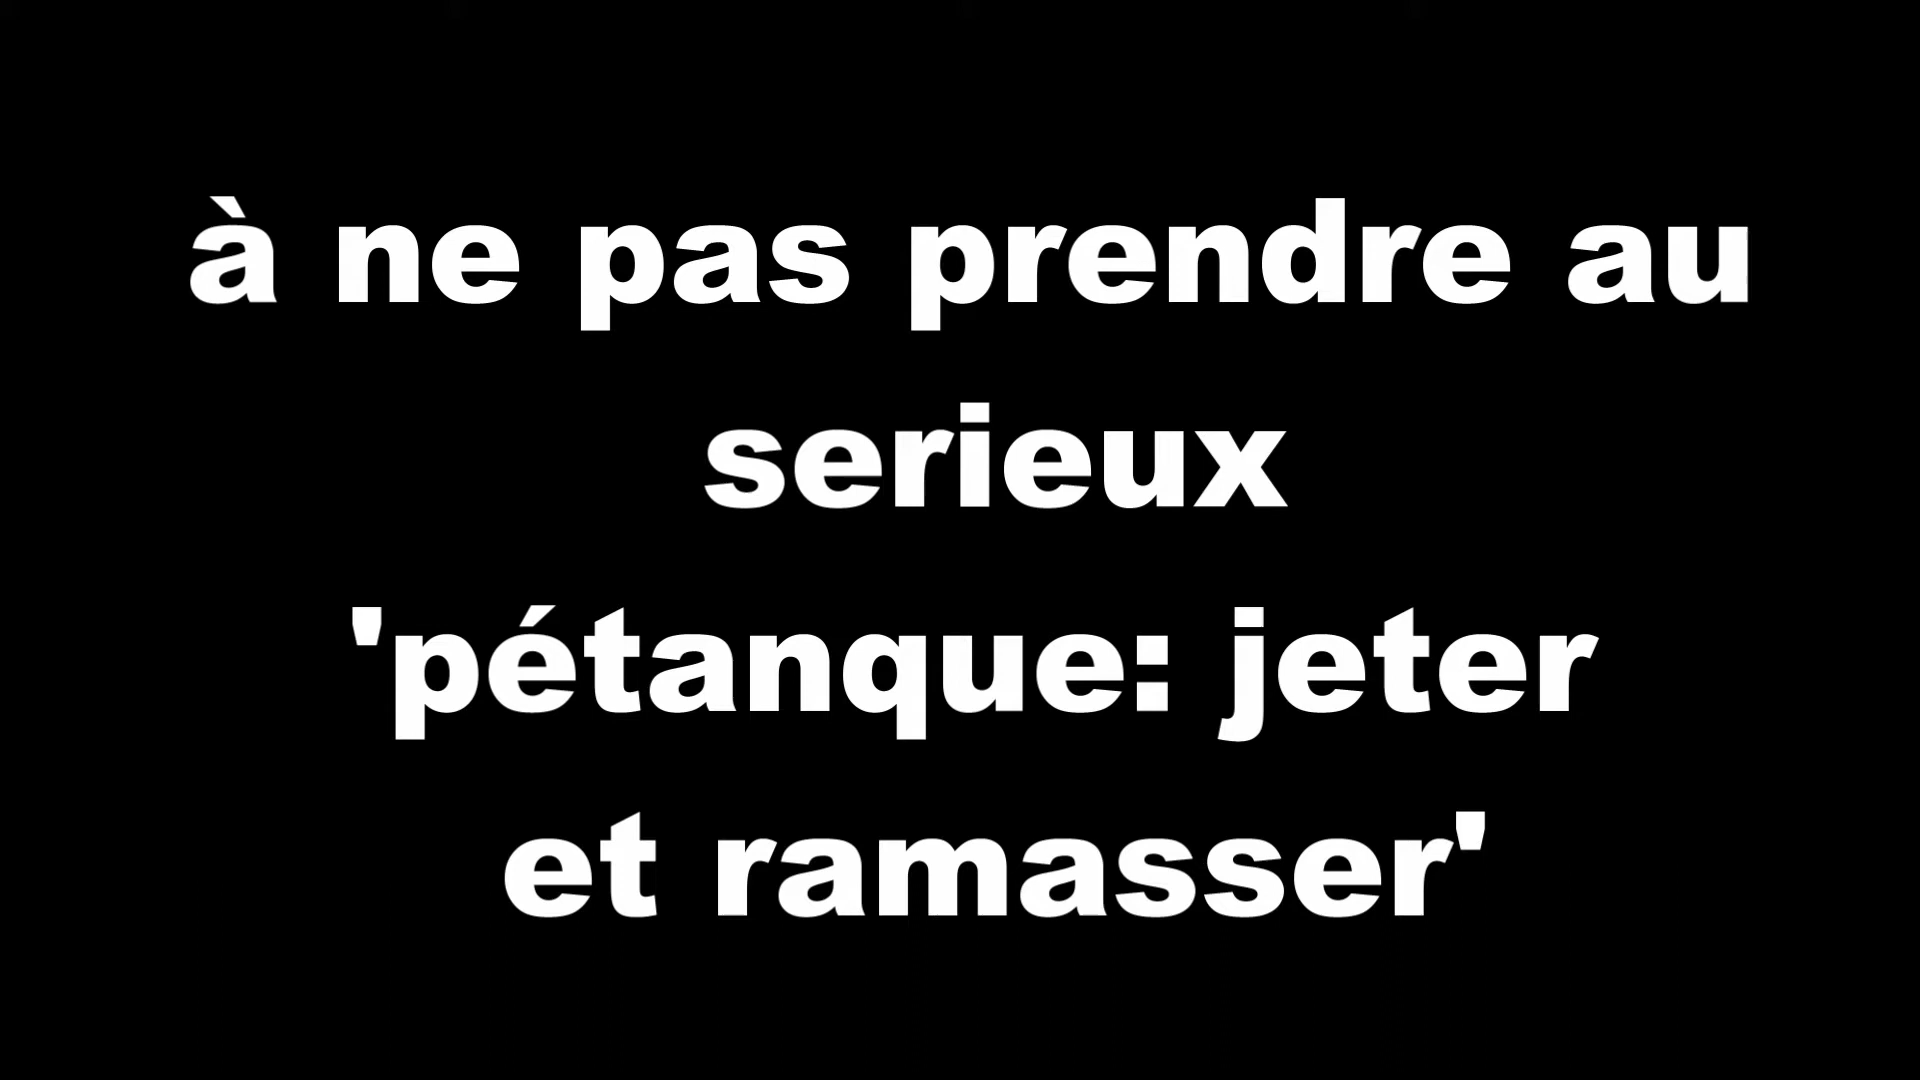 à ne pas prendre au
serieux
'pétanque: jeter
et ramasser'